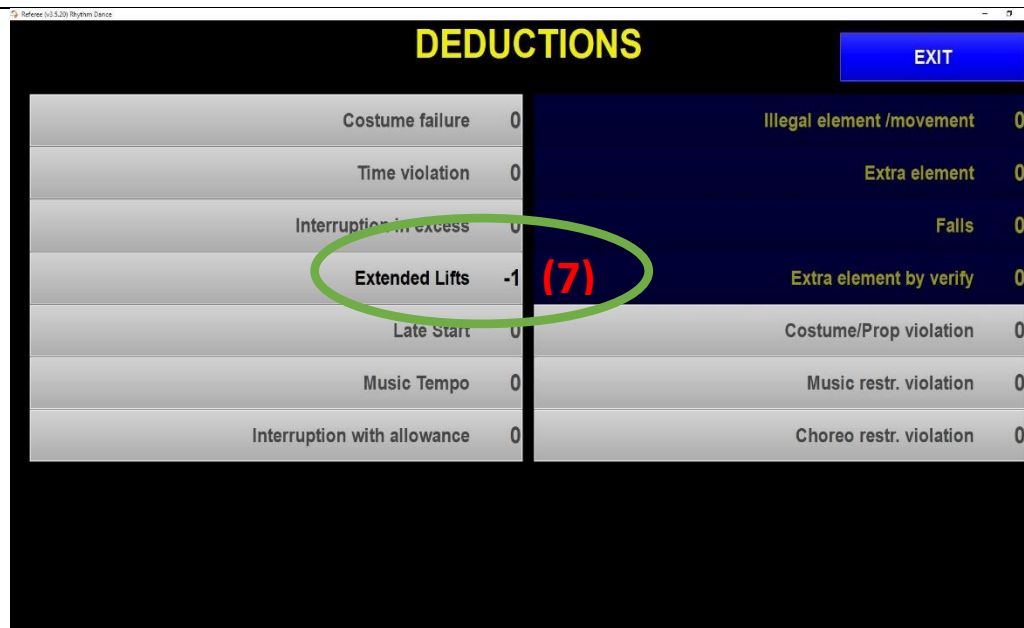 Referee (v3.5.20) Rhythm Dance
DEDUCTIONS
EXIT
Costume failure 0
Time violation 0
Interruption in excess 0
Extended Lifts -1 (7)
Late Start 0
Music Tempo 0
Interruption with allowance 0
Illegal element /movement 0
Extra element 0
Falls 0
Extra element by verify 0
Costume/Prop violation 0
Music restr. violation 0
Choreo restr. violation 0